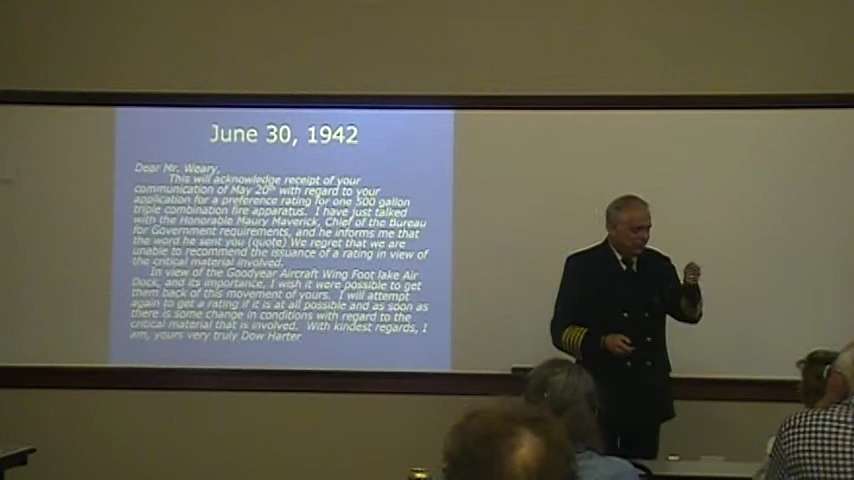 June 30, 1942
Dear Mr. Weary,
This will acknowledge receipt of your
communication of May 20th with regard to your
application for a preference rating for one 500 gallon
triple combination fire apparatus. I have just talked
with the Honorable Maury Maverick, Chief of the Bureau
for Government requirements, and he informs me that
the word he sent you (quote) We regret that we are
unable to recommend the issuance of a rating in view of
the critical material involved.
In view of the Goodyear Aircraft Wing Foot lake Air
Dock, and its importance, I wish it were possible to get
them back of this movement of yours. I will attempt
again to get a rating if it is at all possible and as soon as
there is some change in conditions with regard to the
critical material that is involved. With kindest regards, I
am, yours very truly Dow Harter